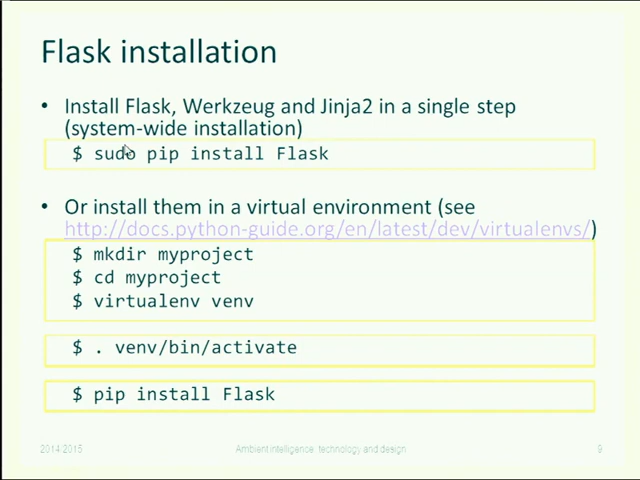 Flask installation
• Install Flask, Werkzeug and Jinja2 in a single step
(system-wide installation)
$ sudo pip install Flask
• Or install them in a virtual environment (see
http://docs.python-guide.org/en/latest/dev/virtualenvs/)
$ mkdir myproject
$ cd myproject
$ virtualenv venv
$ . venv/bin/activate
$ pip install Flask
2014/2015 Ambient intelligence: technology and design 9